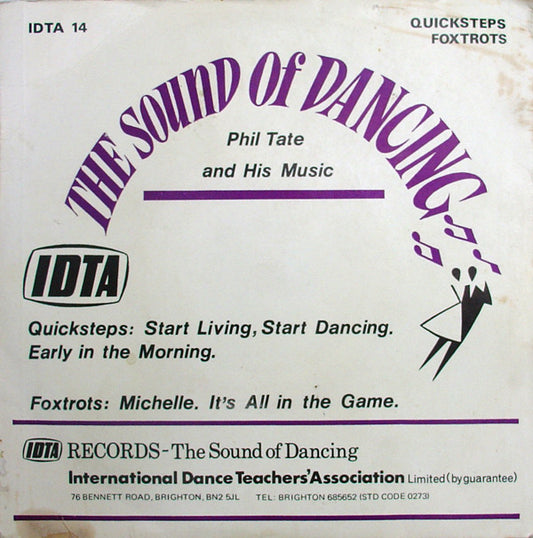 IDTA 14
QUICKSTEPS
FOXTROTS
THE SOUND Of DANCING
Phil Tate
and His Music
IDTA
Quicksteps: Start Living, Start Dancing.
Early in the Morning.
Foxtrots: Michelle. It's All in the Game.
IDTA RECORDS - The Sound of Dancing
International Dance Teachers' Association Limited (by guarantee)
76 BENNETT ROAD, BRIGHTON, BN2 5JL TEL: BRIGHTON 685652 (STD CODE 0273)